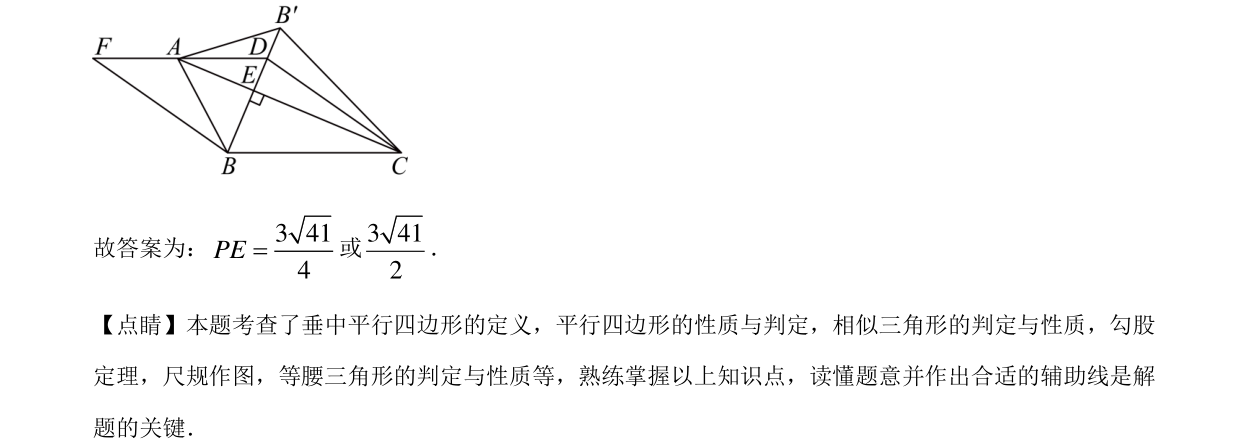 B′
F A D
E
B C
故答案为：PE = 3√41/4 或 3√41/2 .
【点睛】本题考查了垂中平行四边形的定义，平行四边形的性质与判定，相似三角形的判定与性质，勾股
定理，尺规作图，等腰三角形的判定与性质等，熟练掌握以上知识点，读懂题意并作出合适的辅助线是解
题的关键．